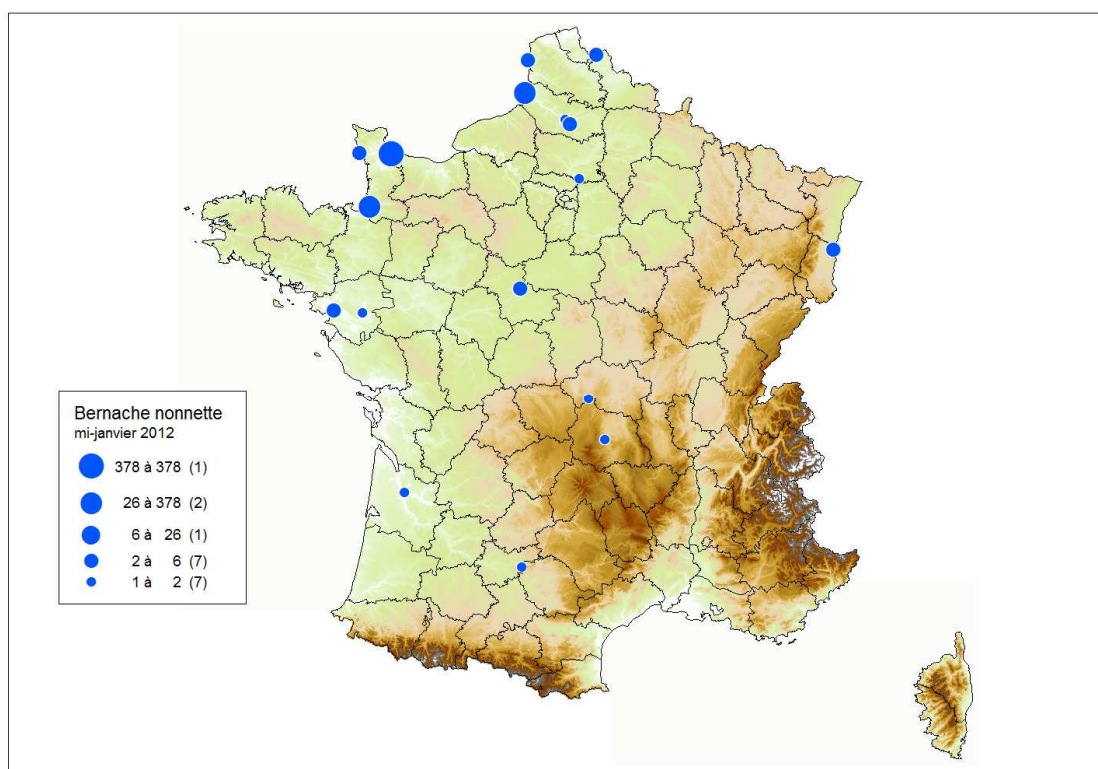 Bernache nonnette
mi-janvier 2012
378 à 378 (1)
26 à 378 (2)
6 à 26 (1)
2 à 6 (7)
1 à 2 (7)